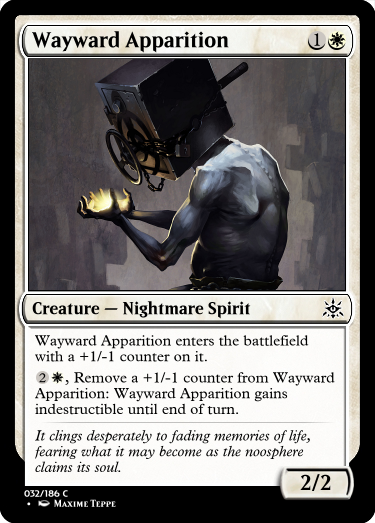 Wayward Apparition 1
Creature — Nightmare Spirit
Wayward Apparition enters the battlefield
with a +1/-1 counter on it.
2 , Remove a +1/-1 counter from Wayward
Apparition: Wayward Apparition gains
indestructible until end of turn.
It clings desperately to fading memories of life,
fearing what it may become as the noosphere
claims its soul.
2/2
032/186 C
• Maxime Teppe